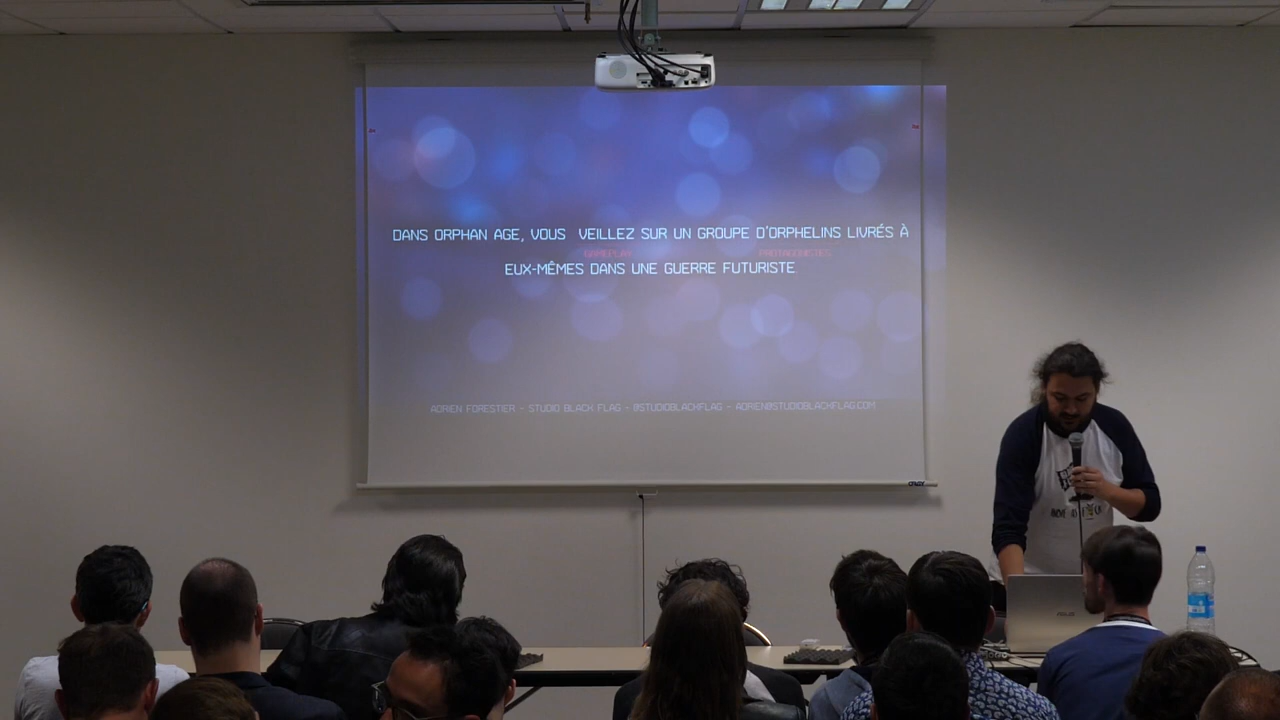 DANS ORPHAN AGE, VOUS VEILLEZ SUR UN GROUPE D'ORPHELINS LIVRÉS À
GAMEPLAY PROTAGONISTES
EUX-MÊMES DANS UNE GUERRE FUTURISTE
ADRIEN FORESTIER - STUDIO BLACK FLAG - @STUDIOBLACKFLAG - ADRIEN@STUDIOBLACKFLAG.COM
ASUS